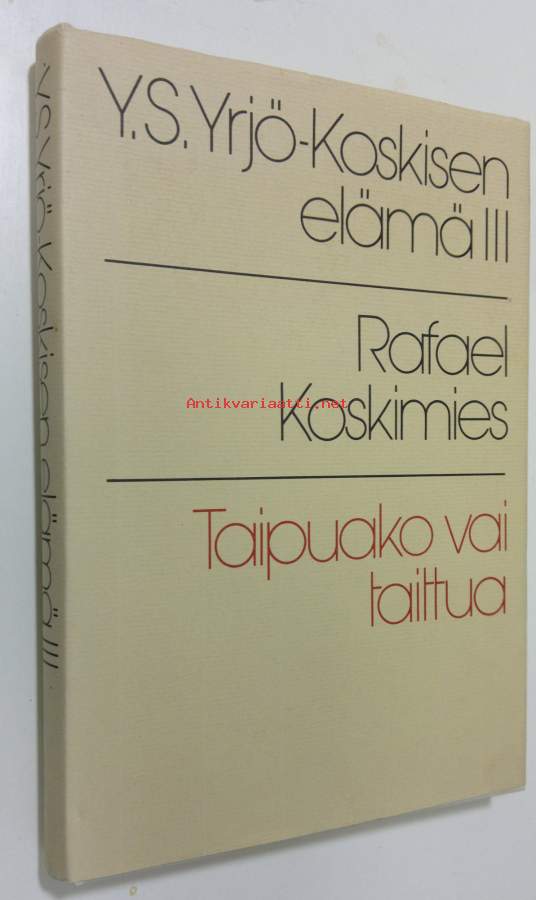 Y.S. Yrjö-Koskisen
elämä III
Rafael
Koskimies
Taipuako vai
taittua
Y.S. Yrjö-Koskisen elämä III
Antikvariaatti.net